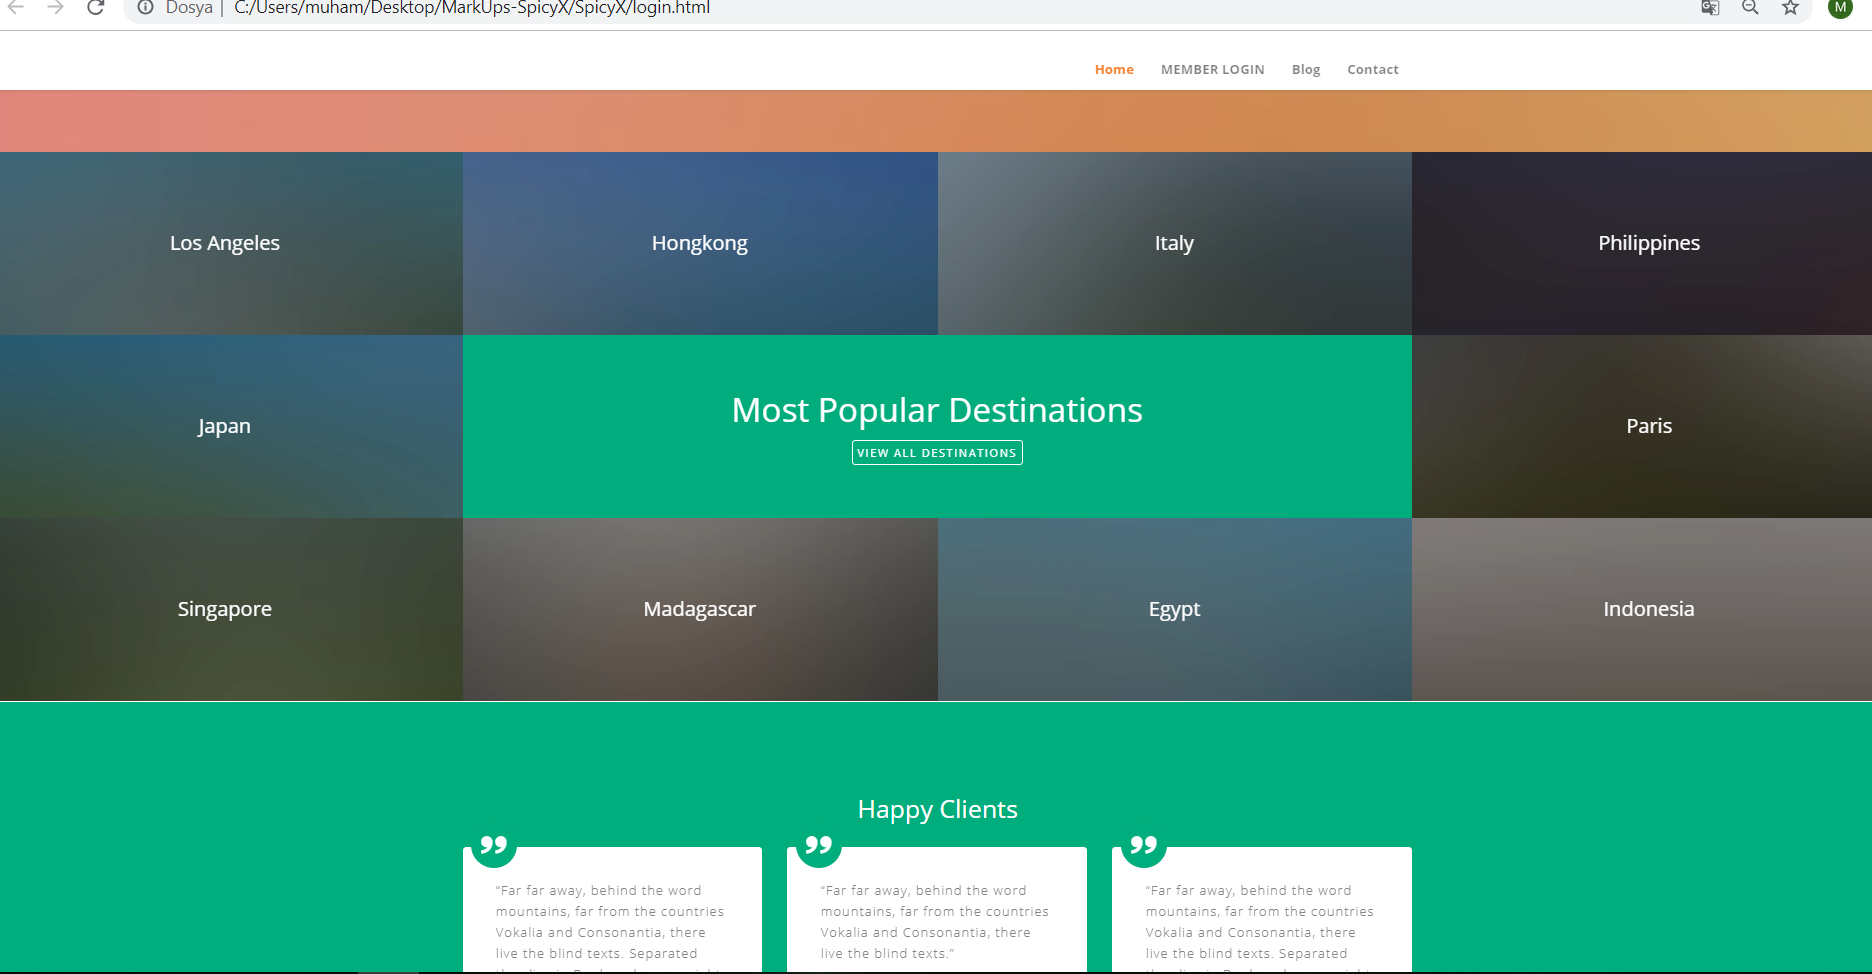 Dosya | C:/Users/muham/Desktop/MarkUps-SpicyX/SpicyX/login.html
M
Home MEMBER LOGIN Blog Contact
Los Angeles Hongkong Italy Philippines
Japan
Most Popular Destinations
VIEW ALL DESTINATIONS
Paris
Singapore Madagascar Egypt Indonesia
Happy Clients
“Far far away, behind the word
mountains, far from the countries
Vokalia and Consonantia, there
live the blind texts. Separated
“Far far away, behind the word
mountains, far from the countries
Vokalia and Consonantia, there
live the blind texts.”
“Far far away, behind the word
mountains, far from the countries
Vokalia and Consonantia, there
live the blind texts. Separated